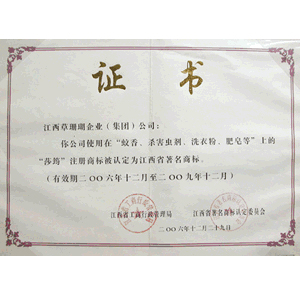 证书
江西草珊瑚企业（集团）公司：
你公司使用在“蚊香、杀害虫剂、洗衣粉、肥皂等”上的
“莎筠”注册商标被认定为江西省著名商标。
（有效期二〇〇六年十二月至二〇〇九年十二月）
江西省工商行政管理局 江西省著名商标认定委员会
二〇〇六年十二月二十九日